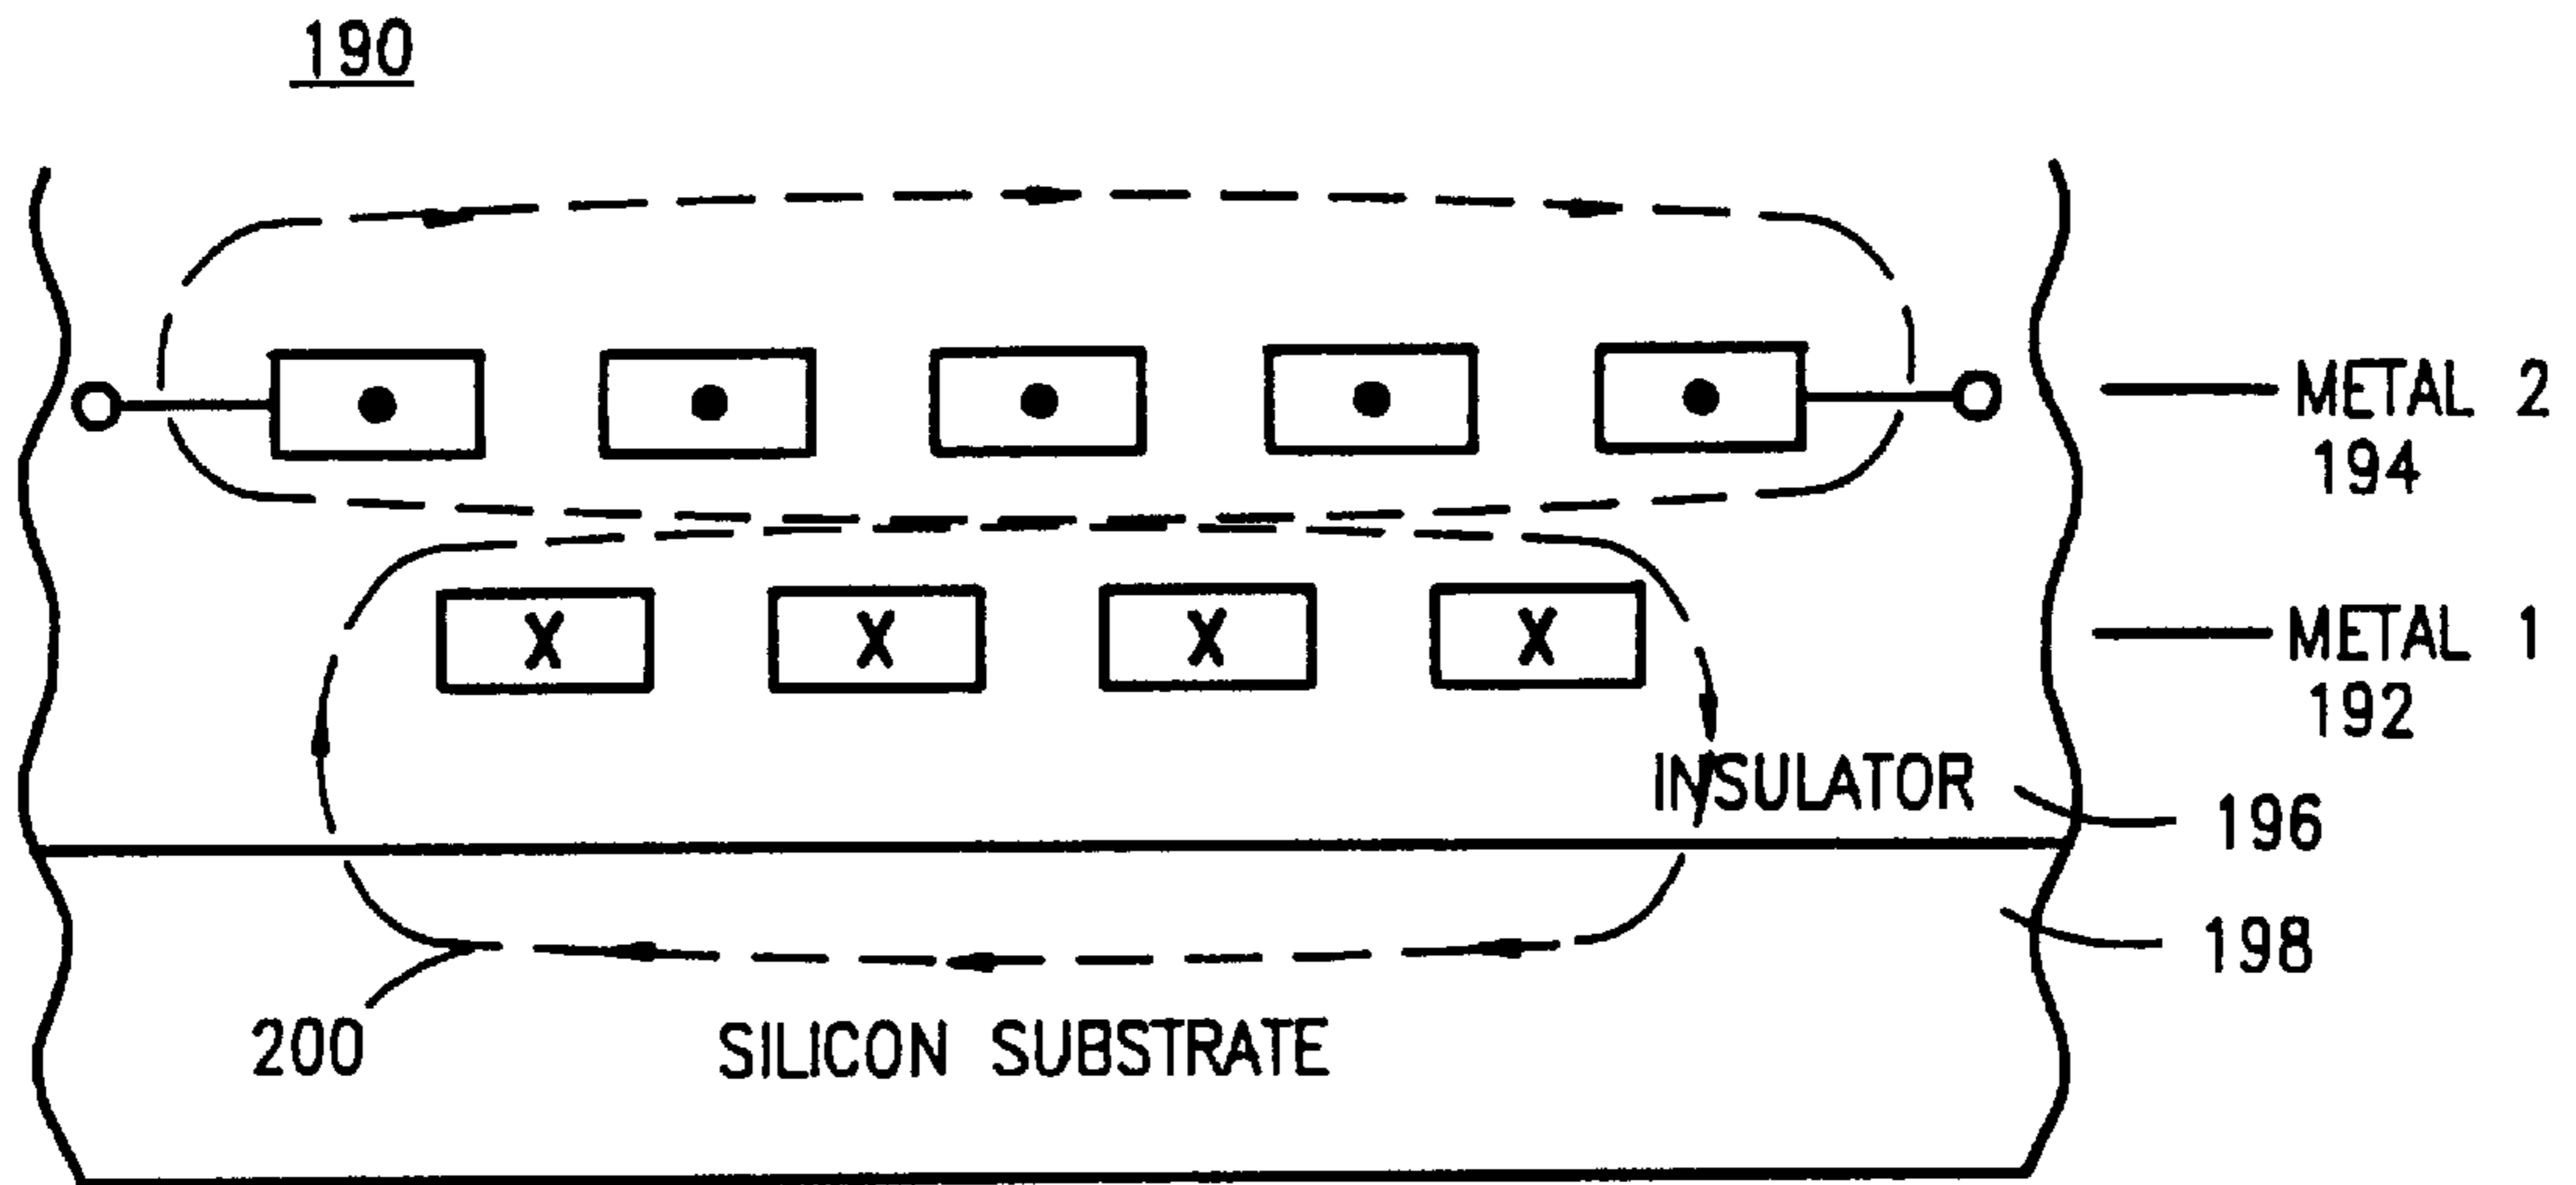 190
METAL 2
194
X X X X
METAL 1
192
INSULATOR
196
198
200
SILICON SUBSTRATE